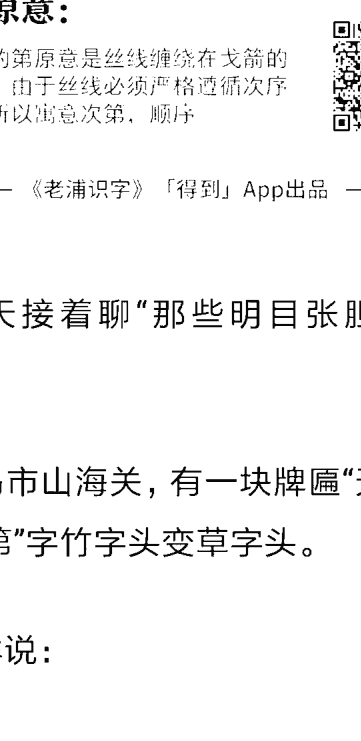 原意：
的第原意是丝线缠绕在戈箭的
由于丝线必须严格遵循次序
所以寓意次第，顺序
— 《老浦识字》「得到」App出品 —
天接着聊“那些明目张胆
岛市山海关，有一块牌匾“天
第”字竹字头变草字头。
说：